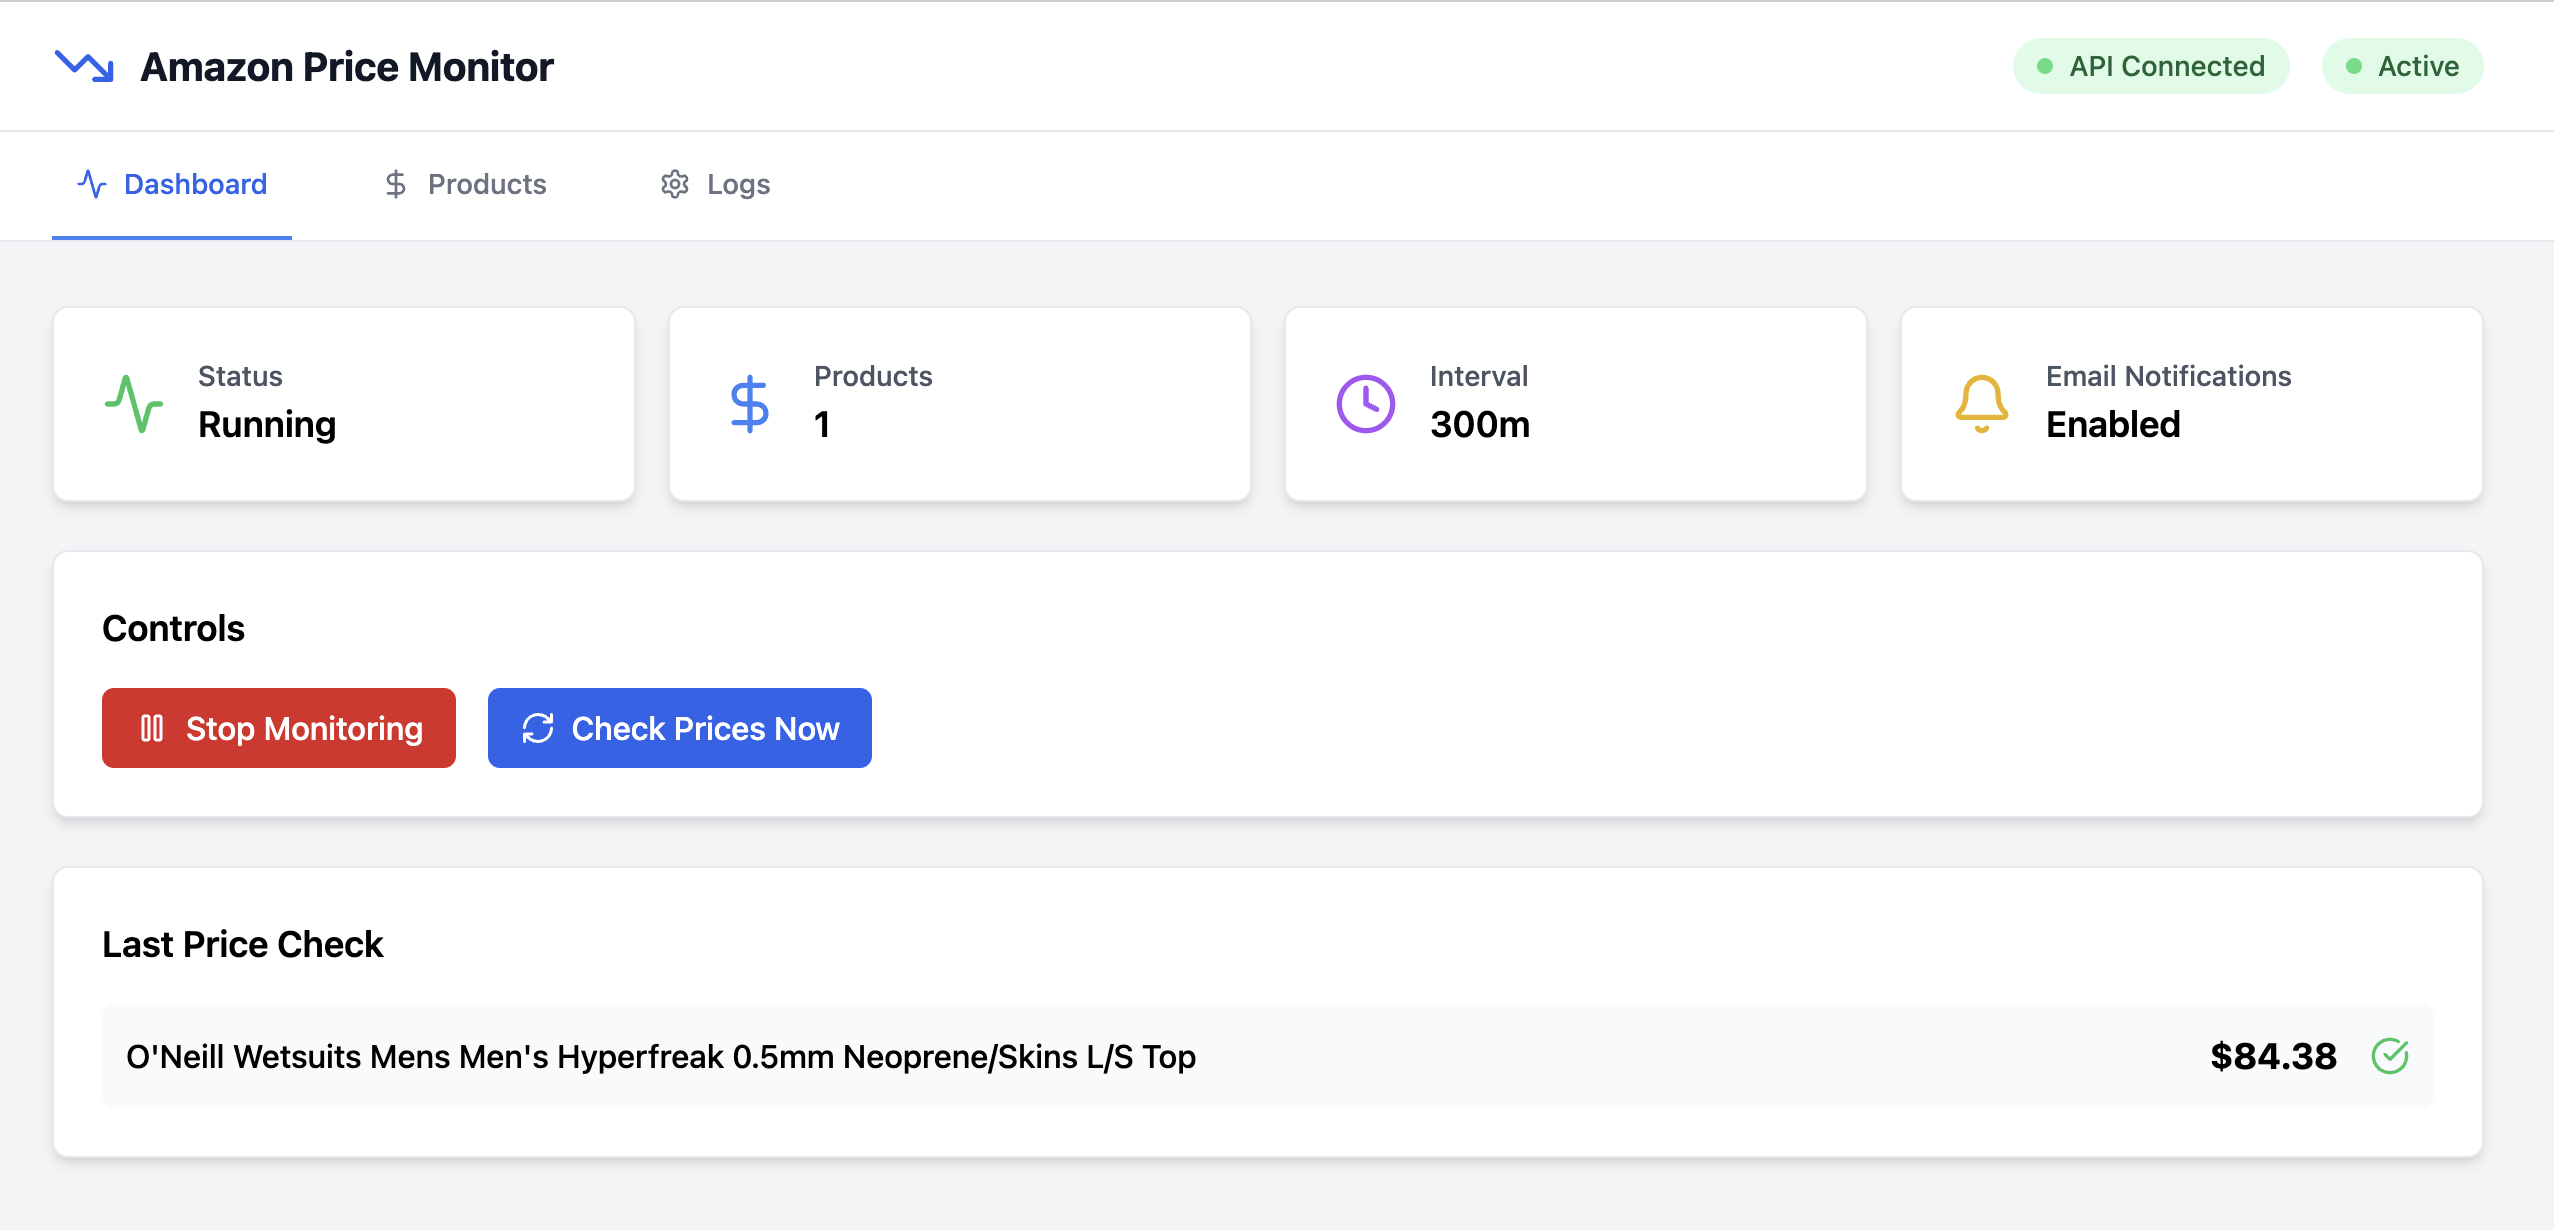 Amazon Price Monitor
API Connected
Active
Dashboard
Products
Logs
Status
Running
Products
1
Interval
300m
Email Notifications
Enabled
Controls
Stop Monitoring
Check Prices Now
Last Price Check
O'Neill Wetsuits Mens Men's Hyperfreak 0.5mm Neoprene/Skins L/S Top
$84.38